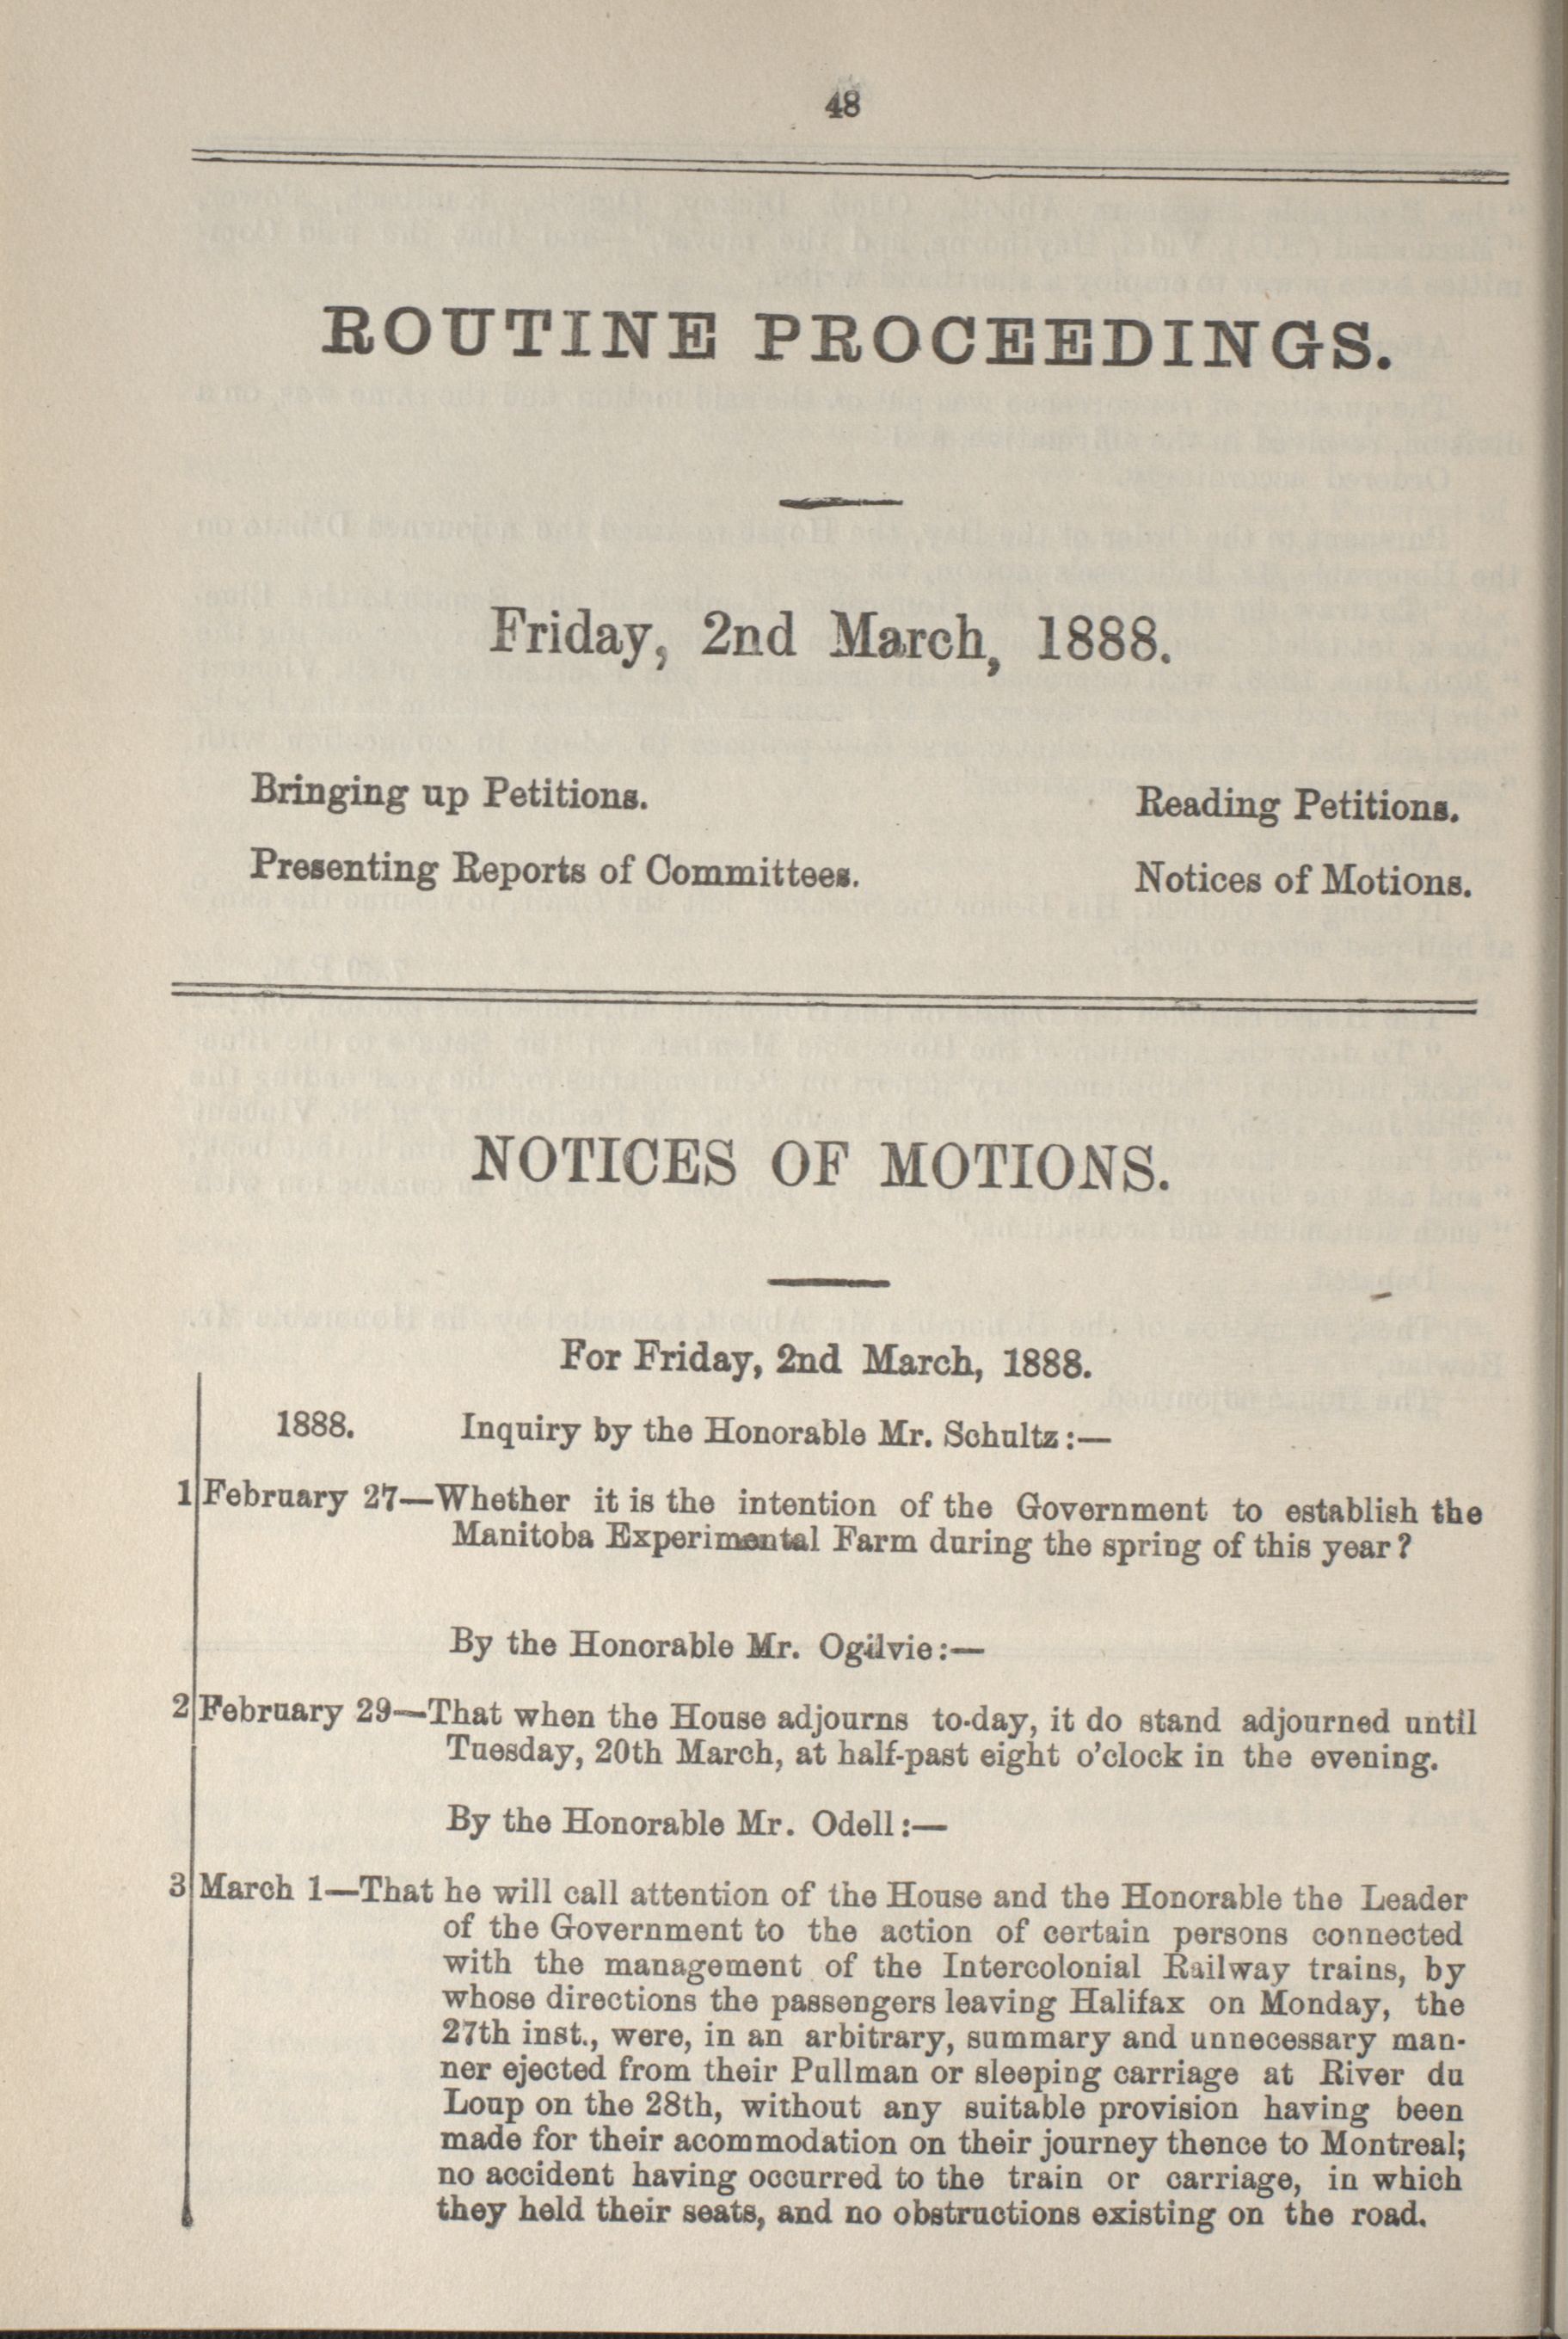 48
ROUTINE PROCEEDINGS.
Friday, 2nd March, 1888.
Bringing up Petitions. Reading Petitions.
Presenting Reports of Committees. Notices of Motions.
NOTICES OF MOTIONS.
For Friday, 2nd March, 1888.
1888. Inquiry by the Honorable Mr. Schultz:—
1 February 27—Whether it is the intention of the Government to establish the
Manitoba Experimental Farm during the spring of this year?
By the Honorable Mr. Ogilvie:—
2 February 29—That when the House adjourns to-day, it do stand adjourned until
Tuesday, 20th March, at half-past eight o'clock in the evening.
By the Honorable Mr. Odell:—
3 March 1—That he will call attention of the House and the Honorable the Leader
of the Government to the action of certain persons connected
with the management of the Intercolonial Railway trains, by
whose directions the passengers leaving Halifax on Monday, the
27th inst., were, in an arbitrary, summary and unnecessary man-
ner ejected from their Pullman or sleeping carriage at River du
Loup on the 28th, without any suitable provision having been
made for their acommodation on their journey thence to Montreal;
no accident having occurred to the train or carriage, in which
they held their seats, and no obstructions existing on the road.